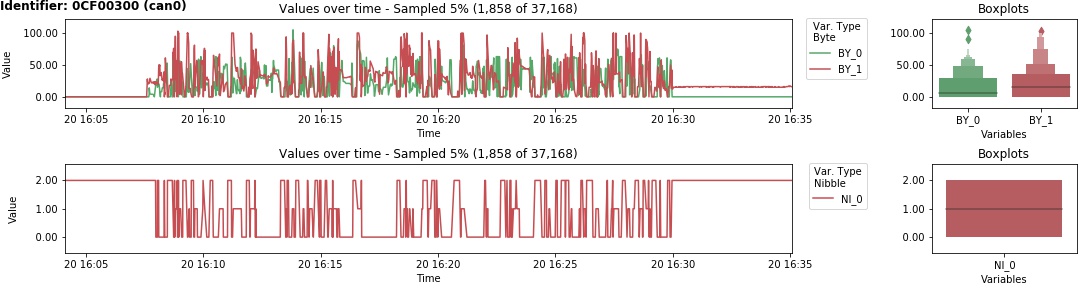 Identifier: 0CF00300 (can0)
Values over time - Sampled 5% (1,858 of 37,168)
Value
100.00
50.00
0.00
20 16:05 20 16:10 20 16:15 20 16:20 20 16:25 20 16:30 20 16:35
Time
Var. Type
Byte
BY_0
BY_1
Boxplots
100.00
50.00
0.00
BY_0 BY_1
Variables
Values over time - Sampled 5% (1,858 of 37,168)
Value
2.00
1.00
0.00
20 16:05 20 16:10 20 16:15 20 16:20 20 16:25 20 16:30 20 16:35
Time
Var. Type
Nibble
NI_0
Boxplots
2.00
1.00
0.00
NI_0
Variables